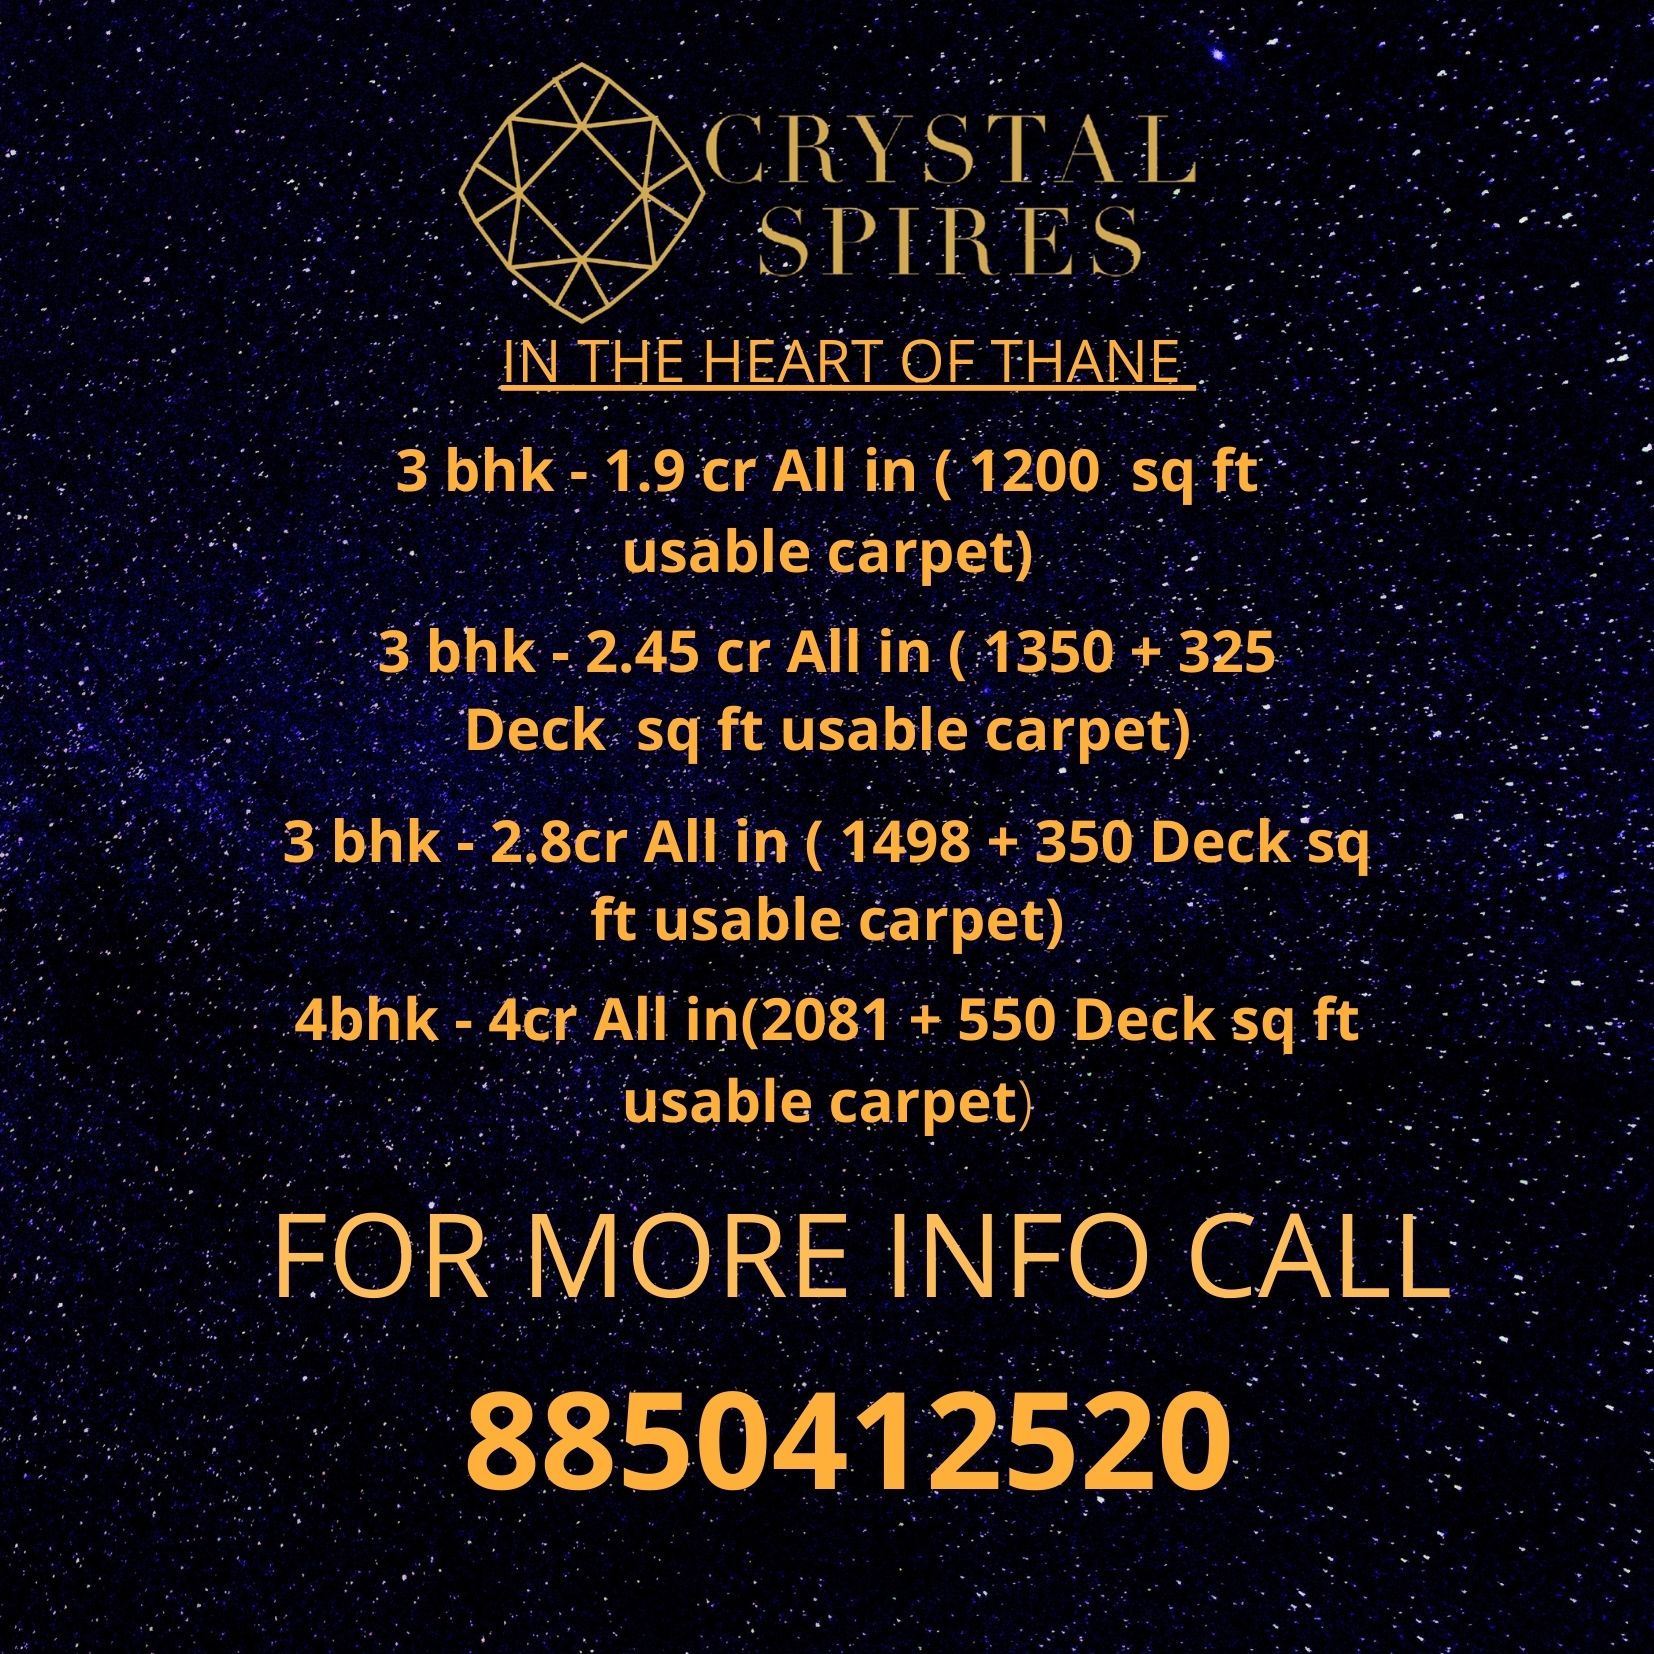 CRYSTAL
SPIRES
IN THE HEART OF THANE
3 bhk - 1.9 cr All in ( 1200  sq ft
usable carpet)
3 bhk - 2.45 cr All in ( 1350 + 325
Deck  sq ft usable carpet)
3 bhk - 2.8cr All in ( 1498 + 350 Deck sq
ft usable carpet)
4bhk - 4cr All in(2081 + 550 Deck sq ft
usable carpet)
FOR MORE INFO CALL
8850412520